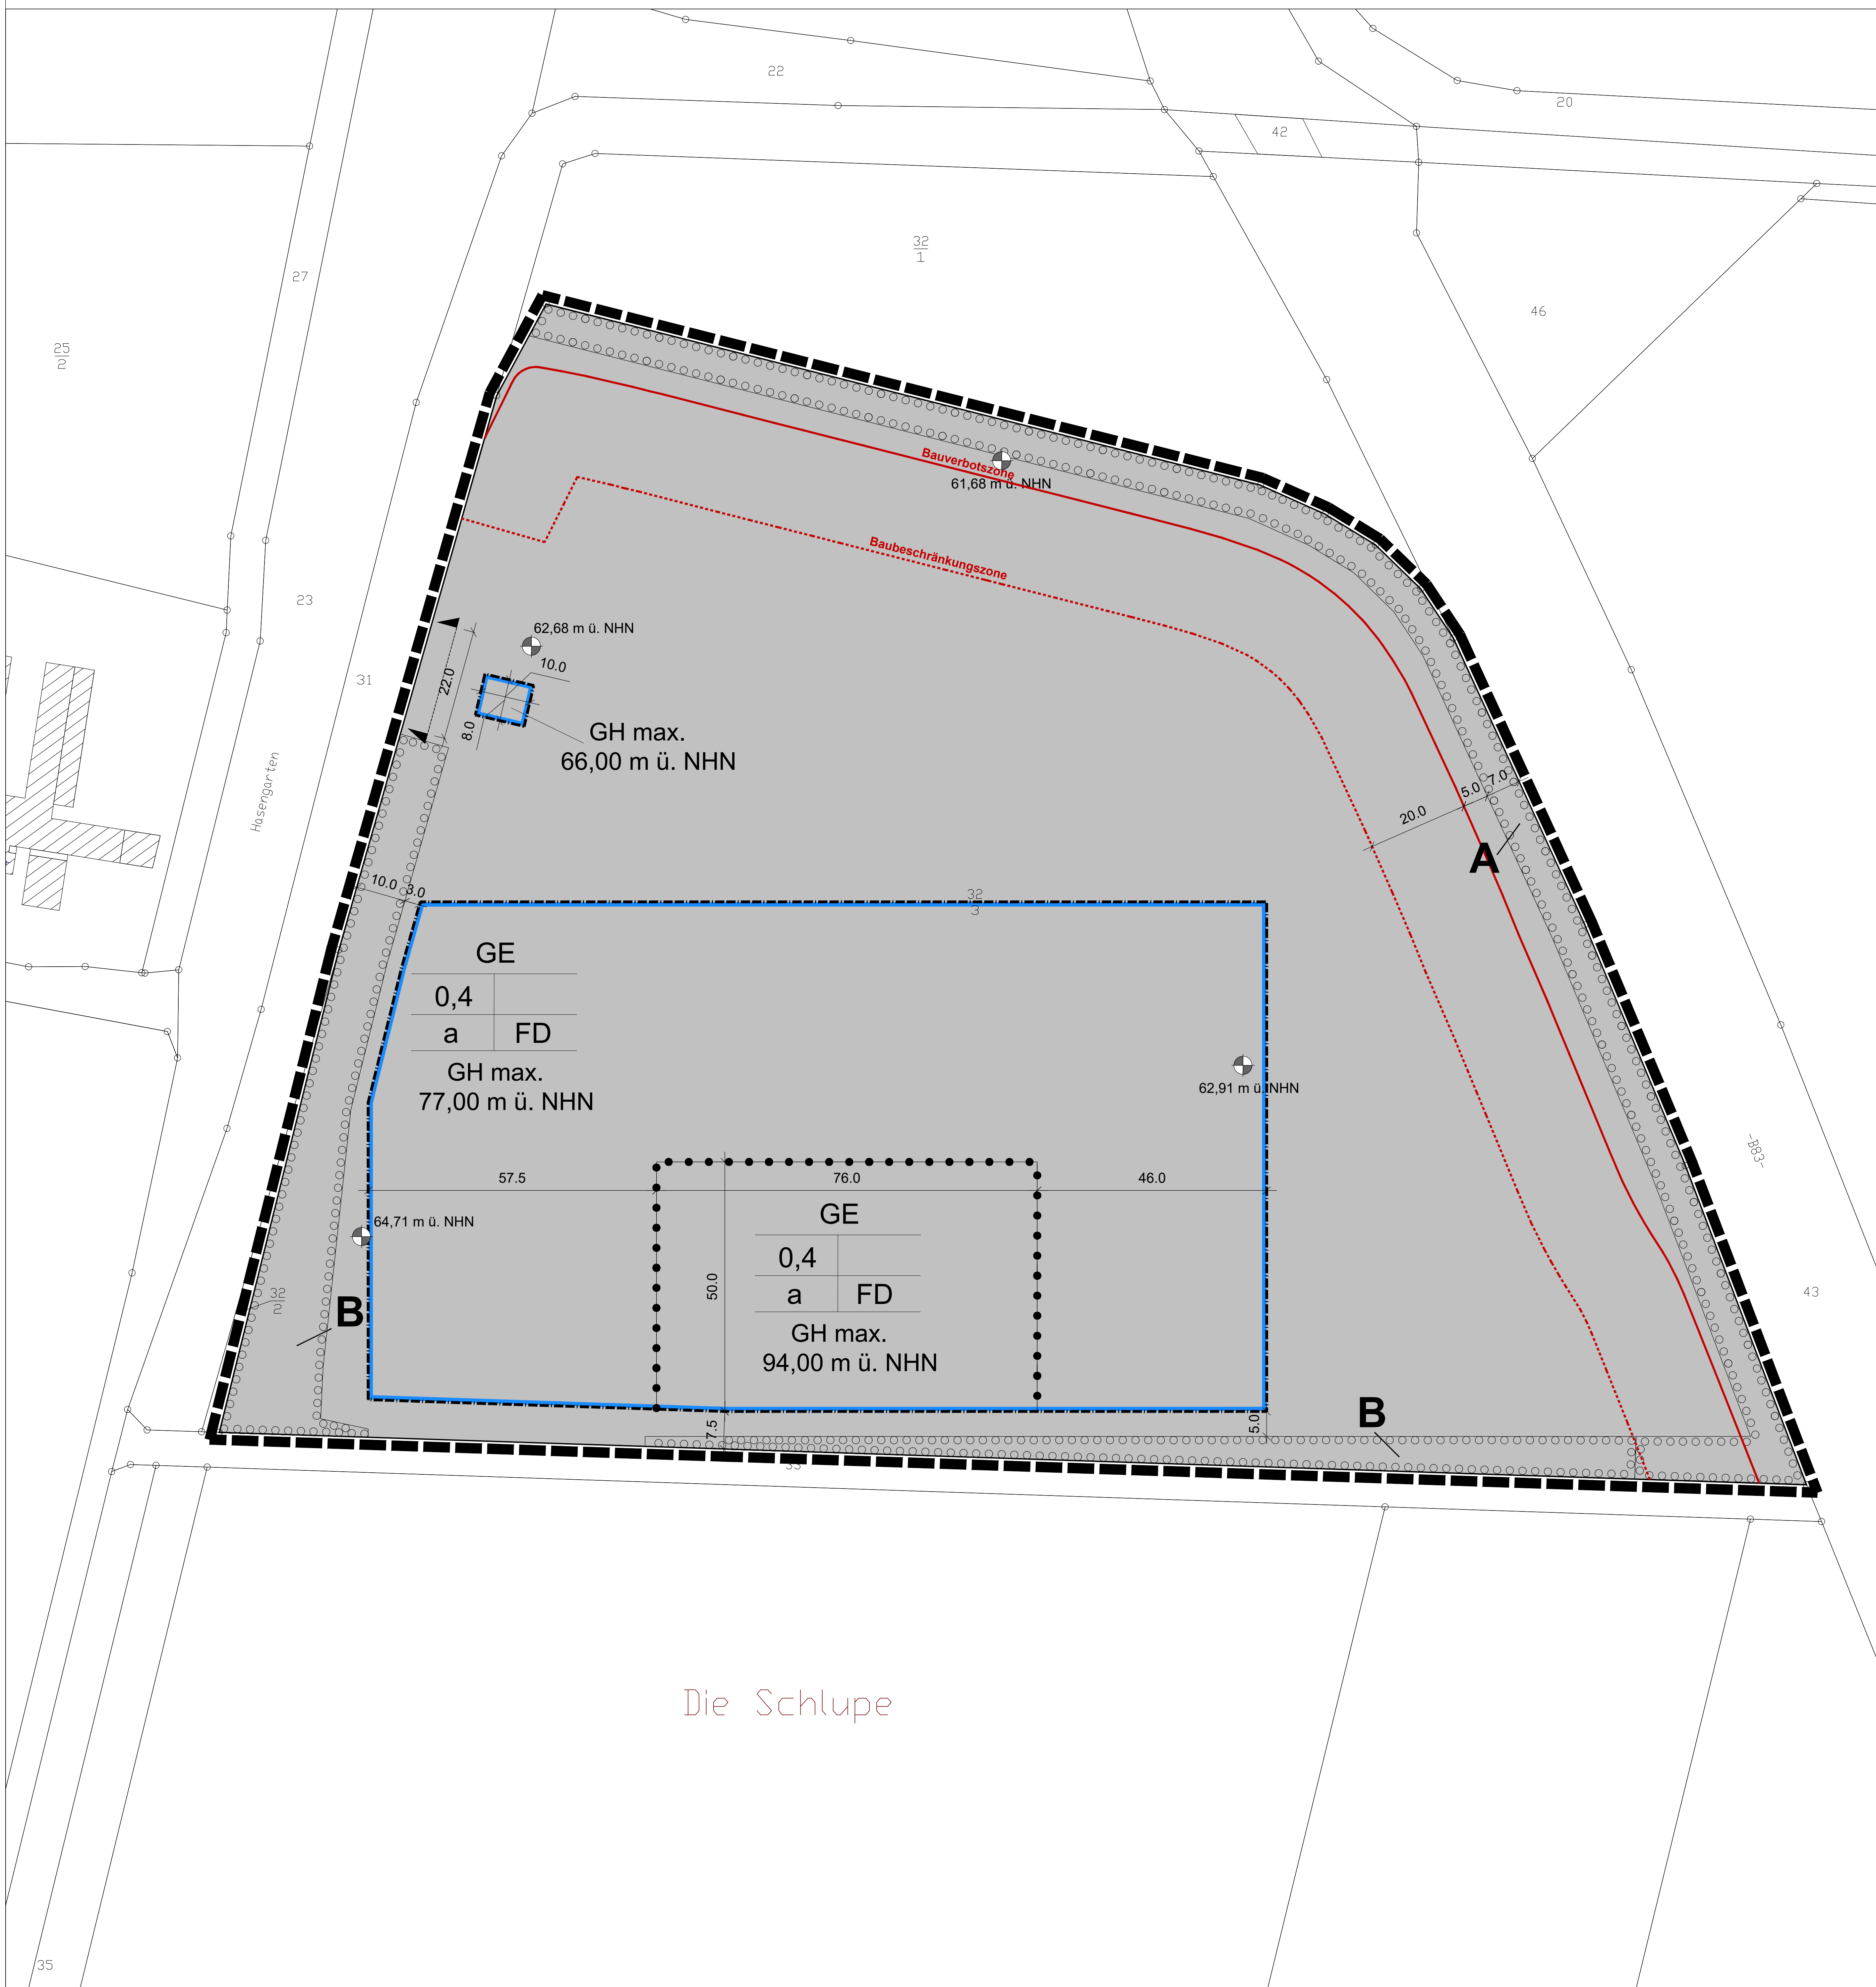 22
20
42
32
1
27
46
25
2
Bauverbotszone
61,68 m ü. NHN
Baubeschränkungszone
23
62,68 m ü. NHN
10.0
22.0
31
8.0
GH max.
66,00 m ü. NHN
Hasengarten
7.0
5.0
20.0
A
10.0
3.0
32
3
GE
0,4
a FD
GH max.
77,00 m ü. NHN
62,91 m ü. NHN
-B83-
57.5
76.0
46.0
64,71 m ü. NHN
GE
0,4
a FD
GH max.
94,00 m ü. NHN
50.0
32
2
B
43
B
7.5
5.0
33
Die Schlupe
35